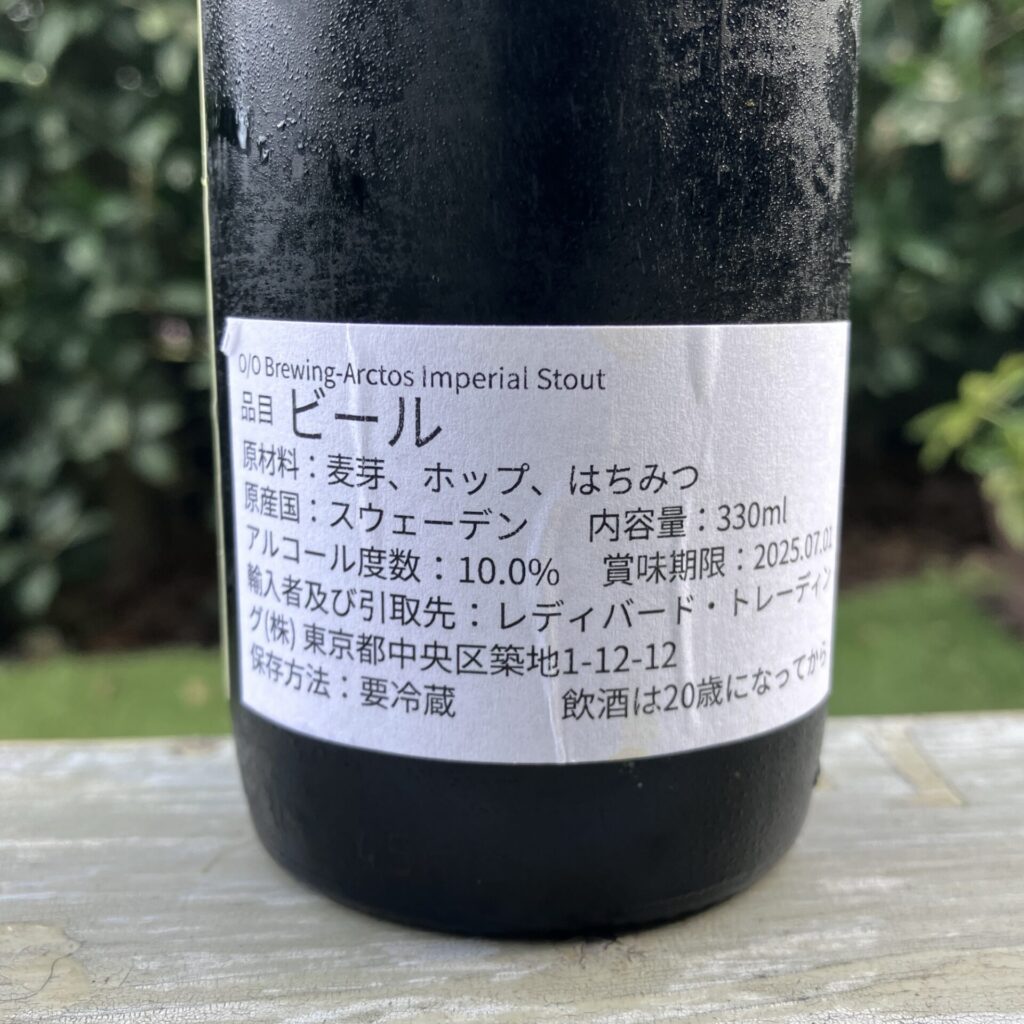 O/O Brewing-Arctos Imperial Stout
品目 ビール
原材料：麦芽、ホップ、はちみつ
原産国：スウェーデン 内容量：330ml
アルコール度数：10.0% 賞味期限：2025.07.01
輸入者及び引取先：レディバード・トレーディン
グ(株) 東京都中央区築地1-12-12
保存方法：要冷蔵 飲酒は20歳になってから